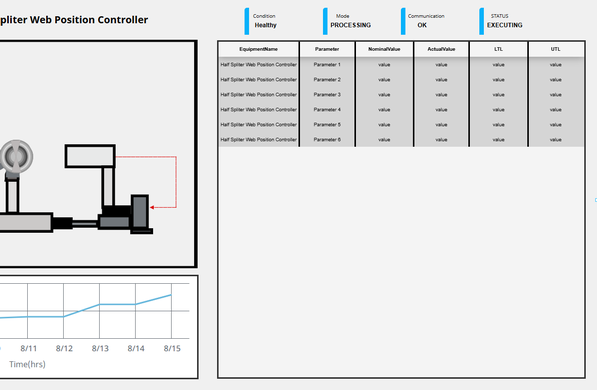 Spliter Web Position Controller
Condition
Healthy
Mode
PROCESSING
Communication
OK
STATUS
EXECUTING
EquipmentName Parameter NominalValue ActualValue LTL UTL
Half Spliter Web Position Controller Parameter 1 value value value value
Half Spliter Web Position Controller Parameter 2 value value value value
Half Spliter Web Position Controller Parameter 3 value value value value
Half Spliter Web Position Controller Parameter 4 value value value value
Half Spliter Web Position Controller Parameter 5 value value value value
Half Spliter Web Position Controller Parameter 6 value value value value
8/11 8/12 8/13 8/14 8/15
Time(hrs)